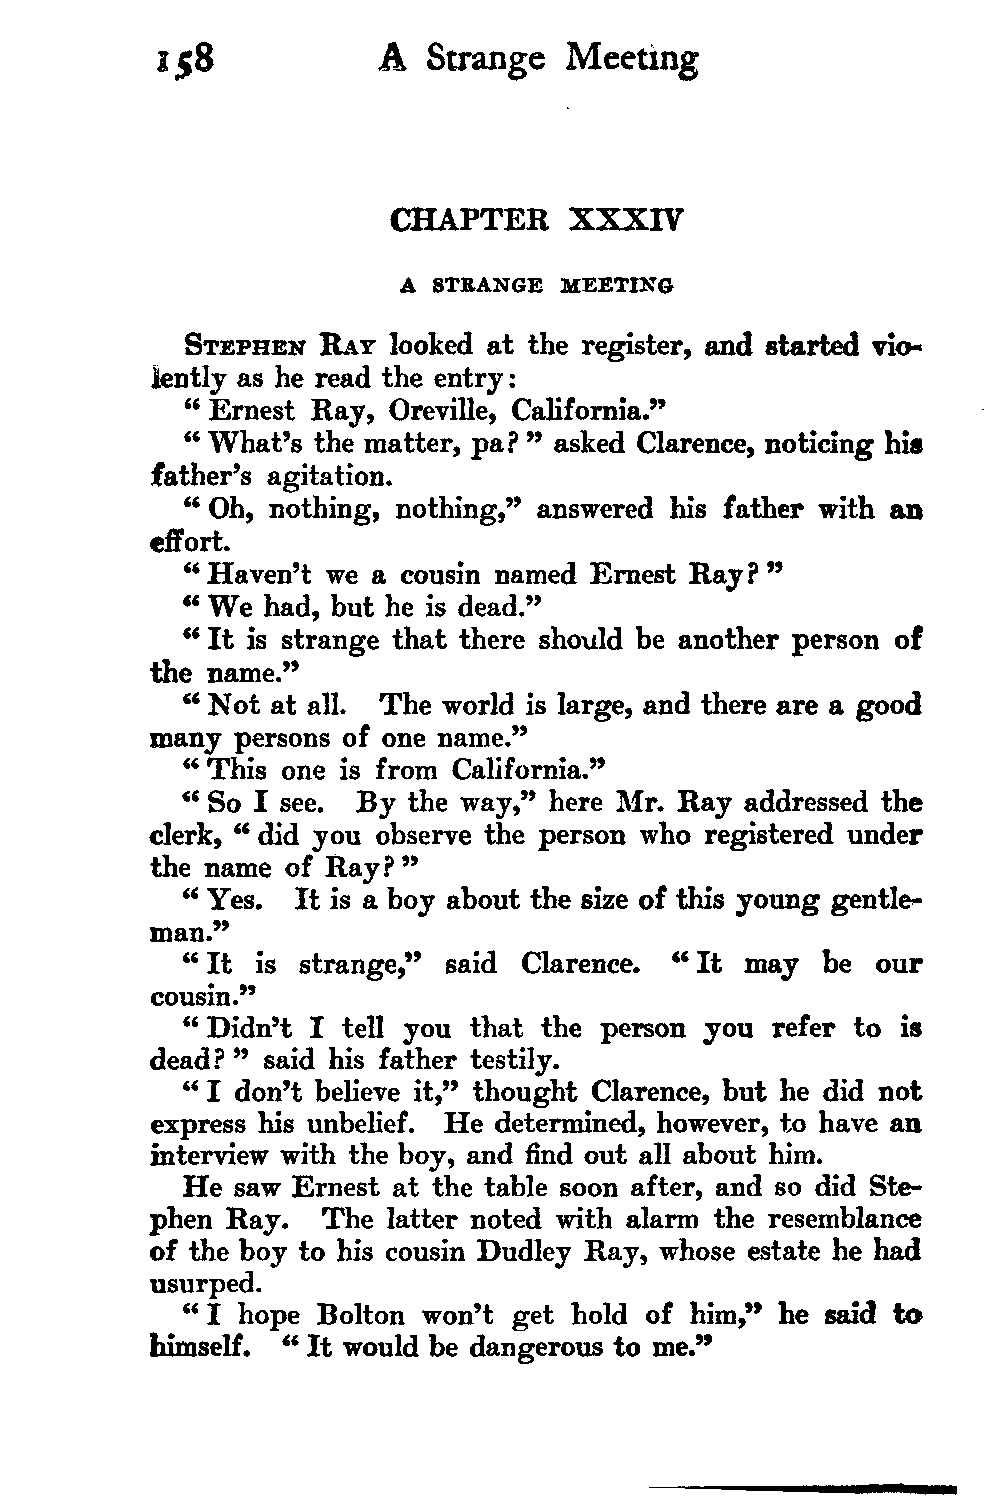 158 A Strange Meeting
CHAPTER XXXIV
A STRANGE MEETING
STEPHEN RAY looked at the register, and started vio-
lently as he read the entry:
"Ernest Ray, Oreville, California."
"What's the matter, pa?" asked Clarence, noticing his
father's agitation.
"Oh, nothing, nothing," answered his father with an
effort.
"Haven't we a cousin named Ernest Ray?"
"We had, but he is dead."
"It is strange that there should be another person of
the name."
"Not at all. The world is large, and there are a good
many persons of one name."
"This one is from California."
"So I see. By the way," here Mr. Ray addressed the
clerk, "did you observe the person who registered under
the name of Ray?"
"Yes. It is a boy about the size of this young gentle-
man."
"It is strange," said Clarence. "It may be our
cousin."
"Didn't I tell you that the person you refer to is
dead?" said his father testily.
"I don't believe it," thought Clarence, but he did not
express his unbelief. He determined, however, to have an
interview with the boy, and find out all about him.
He saw Ernest at the table soon after, and so did Ste-
phen Ray. The latter noted with alarm the resemblance
of the boy to his cousin Dudley Ray, whose estate he had
usurped.
"I hope Bolton won't get hold of him," he said to
himself. "It would be dangerous to me."